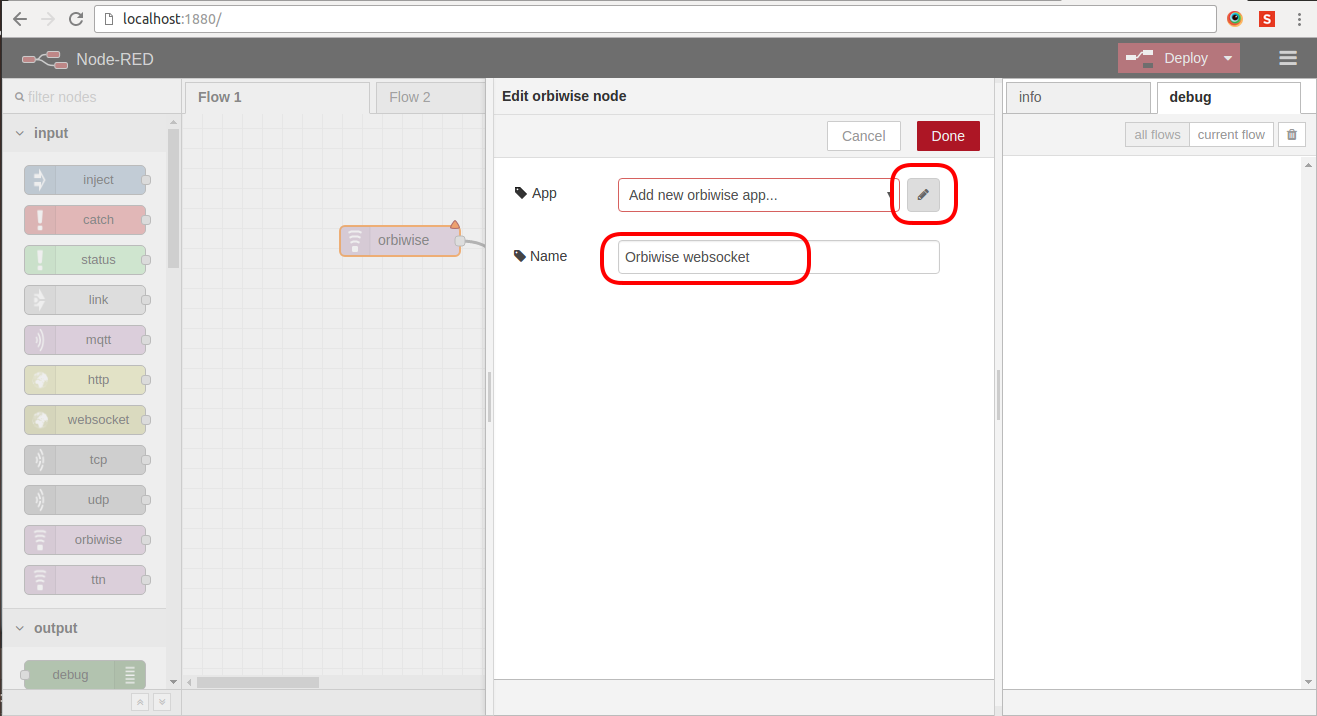 localhost:1880/
S
Node-RED
Deploy
filter nodes
Flow 1
Flow 2
Edit orbiwise node
info
debug
Cancel
Done
all flows
current flow
input
inject
catch
status
link
mqtt
http
websocket
tcp
udp
orbiwise
ttn
output
debug
orbiwise
App
Add new orbiwise app...
Name
Orbiwise websocket